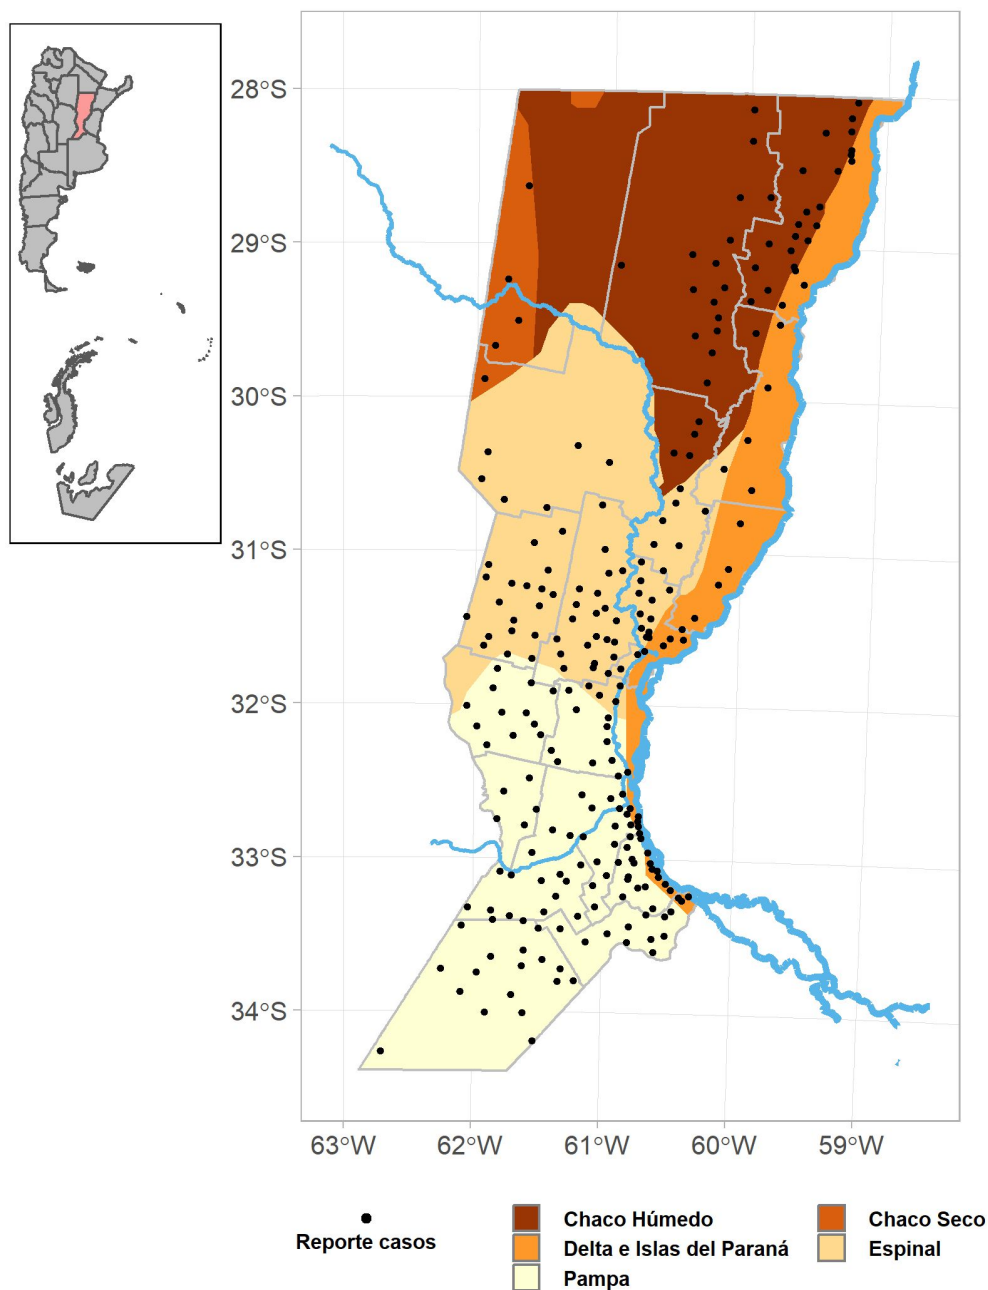 28°S
29°S
30°S
31°S
32°S
33°S
34°S
63°W
62°W
61°W
60°W
59°W
Reporte casos
Chaco Húmedo
Chaco Seco
Delta e Islas del Paraná
Espinal
Pampa